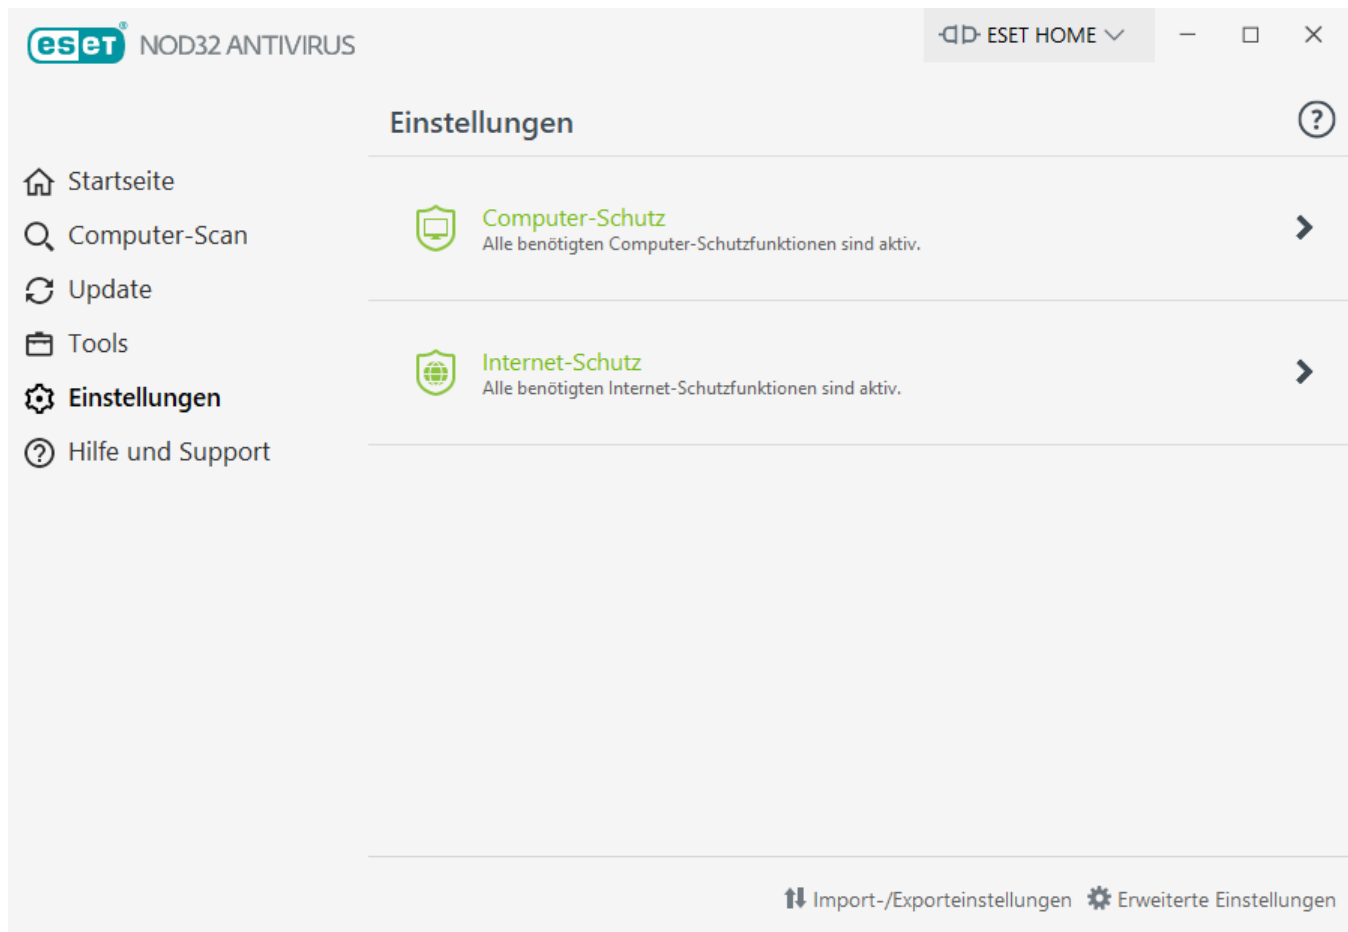 eseT® NOD32 ANTIVIRUS
ESET HOME
Einstellungen
?
Startseite
Computer-Scan
Update
Tools
Einstellungen
Hilfe und Support
Computer-Schutz
Alle benötigten Computer-Schutzfunktionen sind aktiv.
Internet-Schutz
Alle benötigten Internet-Schutzfunktionen sind aktiv.
Import-/Exporteinstellungen Erweiterte Einstellungen